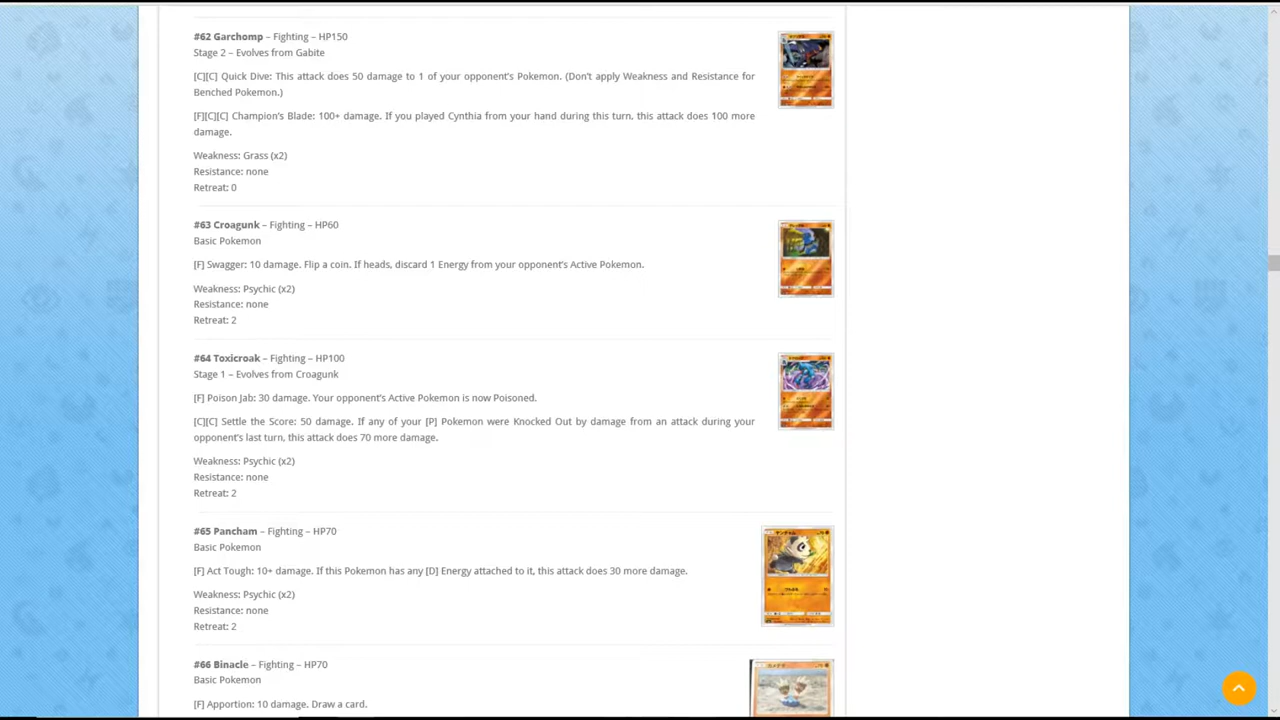 #62 Garchomp – Fighting – HP150
Stage 2 – Evolves from Gabite
[C][C] Quick Dive: This attack does 50 damage to 1 of your opponent's Pokemon. (Don't apply Weakness and Resistance for
Benched Pokemon.)
[F][C][C] Champion's Blade: 100+ damage. If you played Cynthia from your hand during this turn, this attack does 100 more
damage.
Weakness: Grass (x2)
Resistance: none
Retreat: 0
#63 Croagunk – Fighting – HP60
Basic Pokemon
[F] Swagger: 10 damage. Flip a coin. If heads, discard 1 Energy from your opponent's Active Pokemon.
Weakness: Psychic (x2)
Resistance: none
Retreat: 2
#64 Toxicroak – Fighting – HP100
Stage 1 – Evolves from Croagunk
[F] Poison Jab: 30 damage. Your opponent's Active Pokemon is now Poisoned.
[C][C] Settle the Score: 50 damage. If any of your [P] Pokemon were Knocked Out by damage from an attack during your
opponent's last turn, this attack does 70 more damage.
Weakness: Psychic (x2)
Resistance: none
Retreat: 2
#65 Pancham – Fighting – HP70
Basic Pokemon
[F] Act Tough: 10+ damage. If this Pokemon has any [D] Energy attached to it, this attack does 30 more damage.
Weakness: Psychic (x2)
Resistance: none
Retreat: 2
#66 Binacle – Fighting – HP70
Basic Pokemon
[F] Apportion: 10 damage. Draw a card.